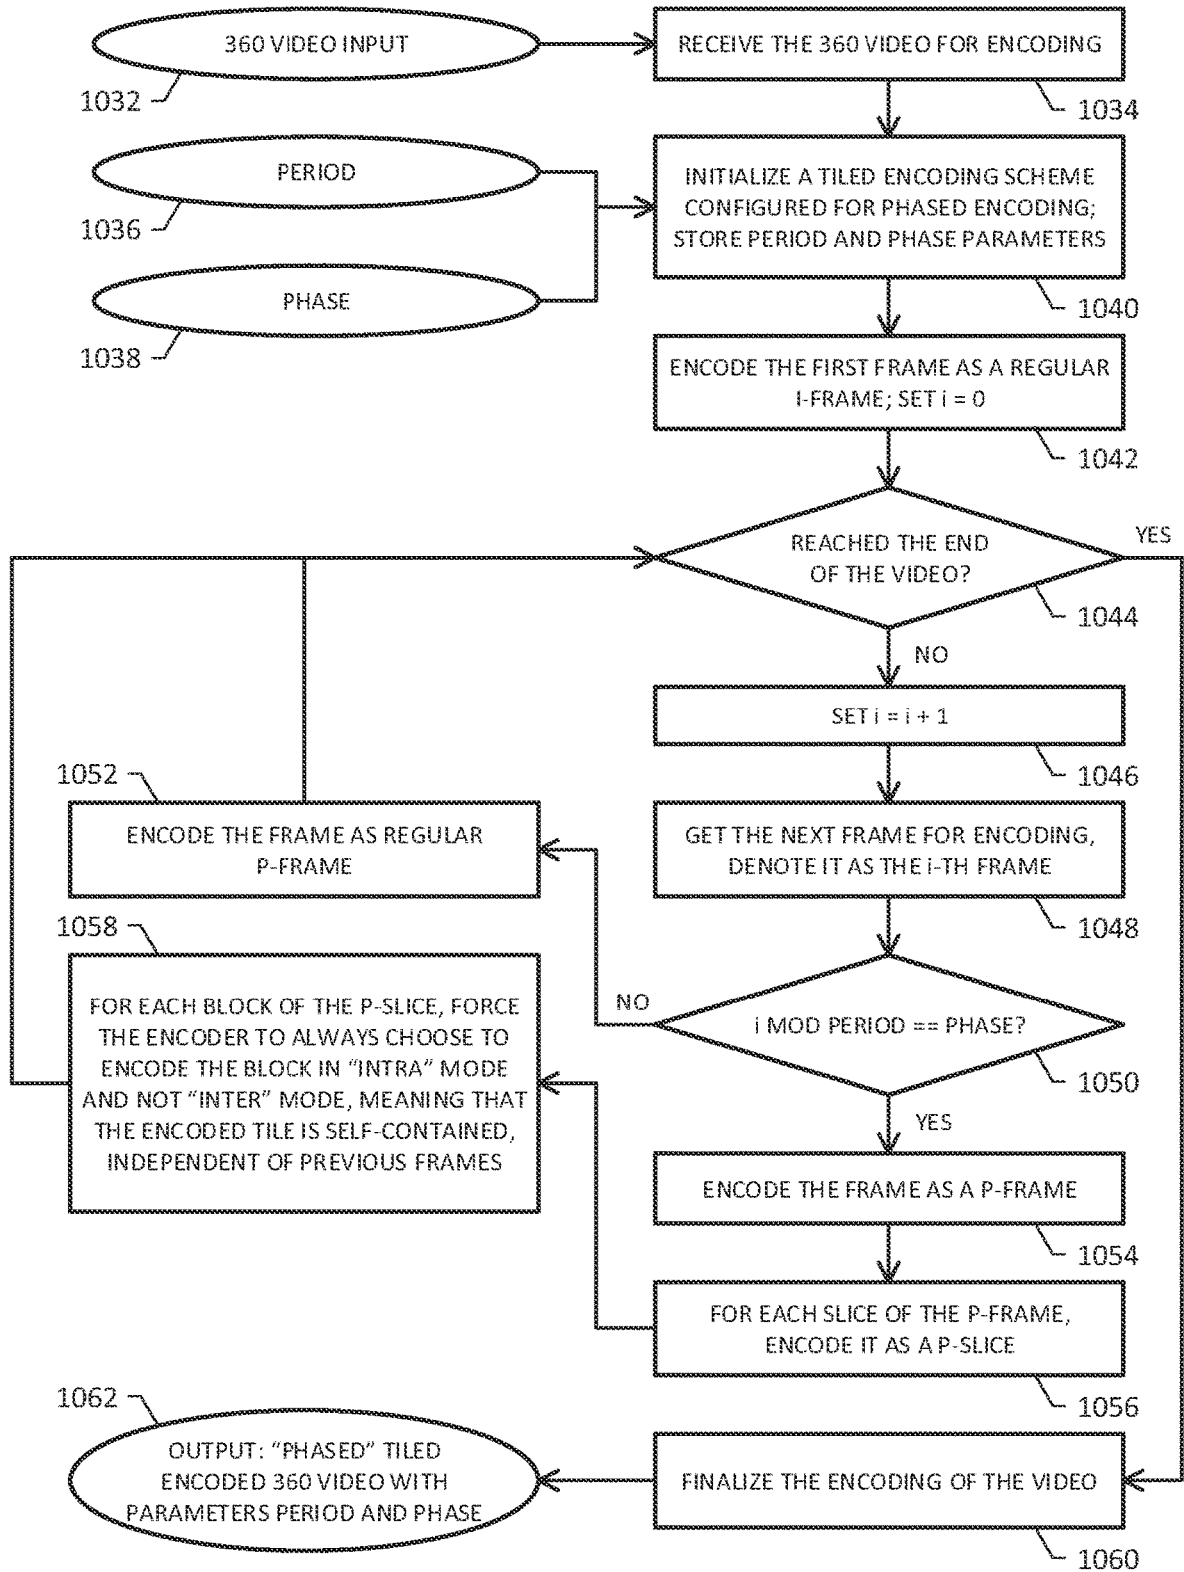 360 VIDEO INPUT
1032
RECEIVE THE 360 VIDEO FOR ENCODING
1034
PERIOD
1036
PHASE
1038
INITIALIZE A TILED ENCODING SCHEME
CONFIGURED FOR PHASED ENCODING;
STORE PERIOD AND PHASE PARAMETERS
1040
ENCODE THE FIRST FRAME AS A REGULAR
I-FRAME; SET i = 0
1042
REACHED THE END
OF THE VIDEO?
YES
1044
NO
SET i = i + 1
1046
GET THE NEXT FRAME FOR ENCODING,
DENOTE IT AS THE i-TH FRAME
1048
1052
ENCODE THE FRAME AS REGULAR
P-FRAME
NO
i MOD PERIOD == PHASE?
1050
YES
ENCODE THE FRAME AS A P-FRAME
1054
FOR EACH SLICE OF THE P-FRAME,
ENCODE IT AS A P-SLICE
1056
1058
FOR EACH BLOCK OF THE P-SLICE, FORCE
THE ENCODER TO ALWAYS CHOOSE TO
ENCODE THE BLOCK IN “INTRA” MODE
AND NOT “INTER” MODE, MEANING THAT
THE ENCODED TILE IS SELF-CONTAINED,
INDEPENDENT OF PREVIOUS FRAMES
FINALIZE THE ENCODING OF THE VIDEO
1060
1062
OUTPUT: “PHASED” TILED
ENCODED 360 VIDEO WITH
PARAMETERS PERIOD AND PHASE